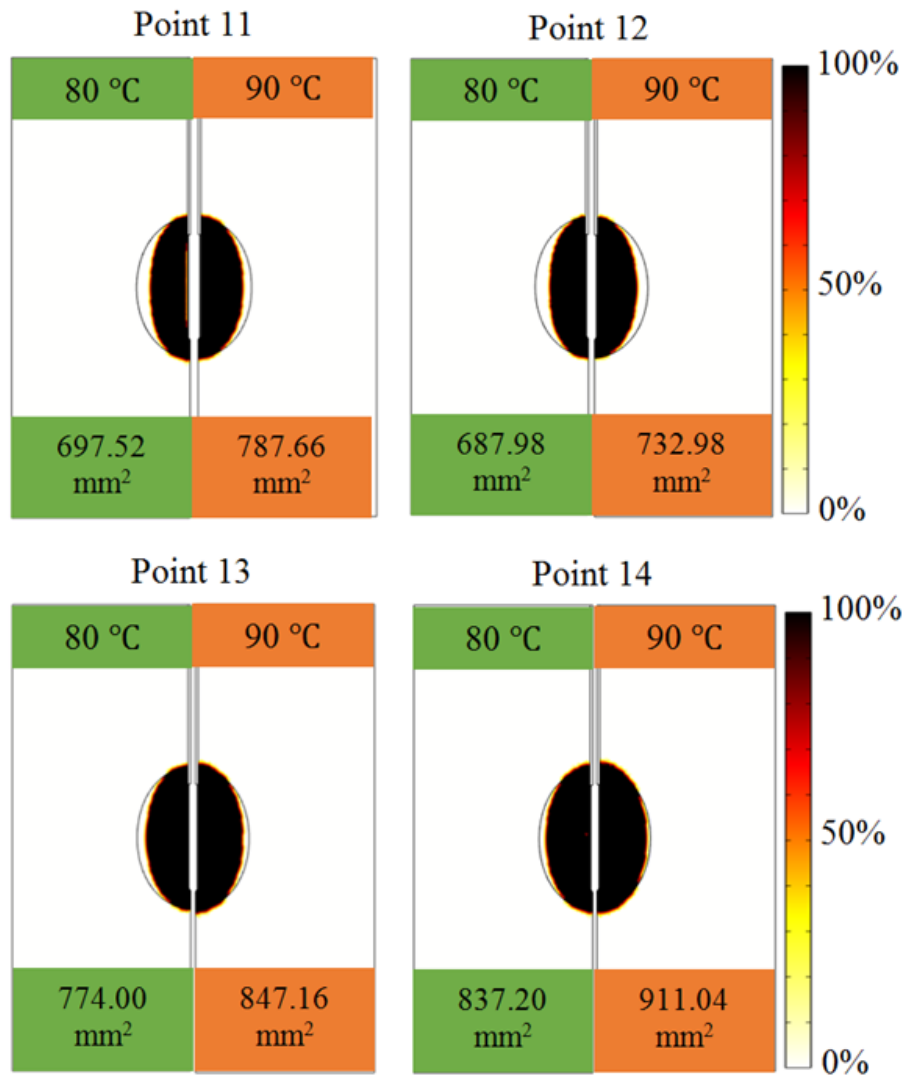 Point 11
Point 12
80 °C
90 °C
80 °C
90 °C
100%
50%
0%
697.52
mm²
787.66
mm²
687.98
mm²
732.98
mm²
Point 13
Point 14
80 °C
90 °C
80 °C
90 °C
100%
50%
0%
774.00
mm²
847.16
mm²
837.20
mm²
911.04
mm²